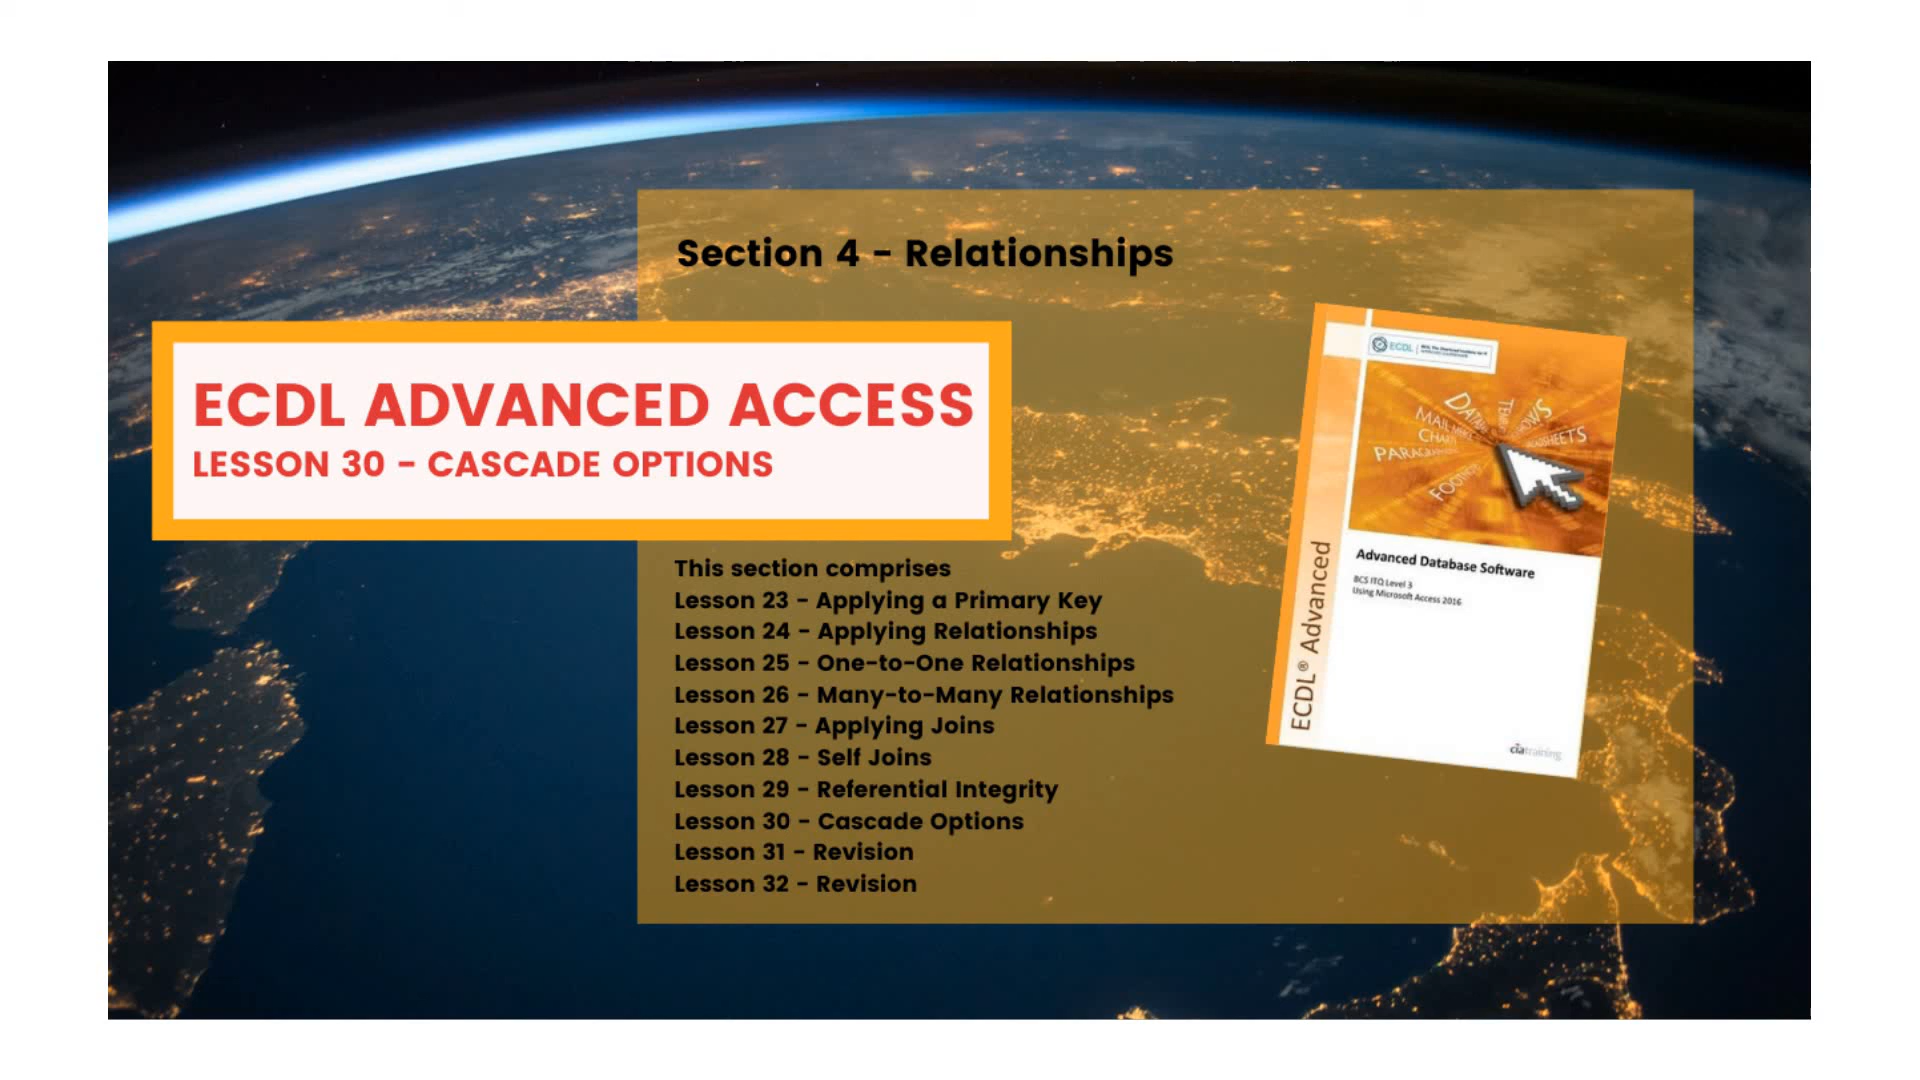 Section 4 - Relationships
ECDL ADVANCED ACCESS
LESSON 30 - CASCADE OPTIONS
This section comprises
Lesson 23 - Applying a Primary Key
Lesson 24 - Applying Relationships
Lesson 25 - One-to-One Relationships
Lesson 26 - Many-to-Many Relationships
Lesson 27 - Applying Joins
Lesson 28 - Self Joins
Lesson 29 - Referential Integrity
Lesson 30 - Cascade Options
Lesson 31 - Revision
Lesson 32 - Revision
ECDL
DATA
MAIL
CHART
Advanced Database Software
BCS ITQ Level 3
Using Microsoft Access 2016
ECDL® Advanced
ciatraining